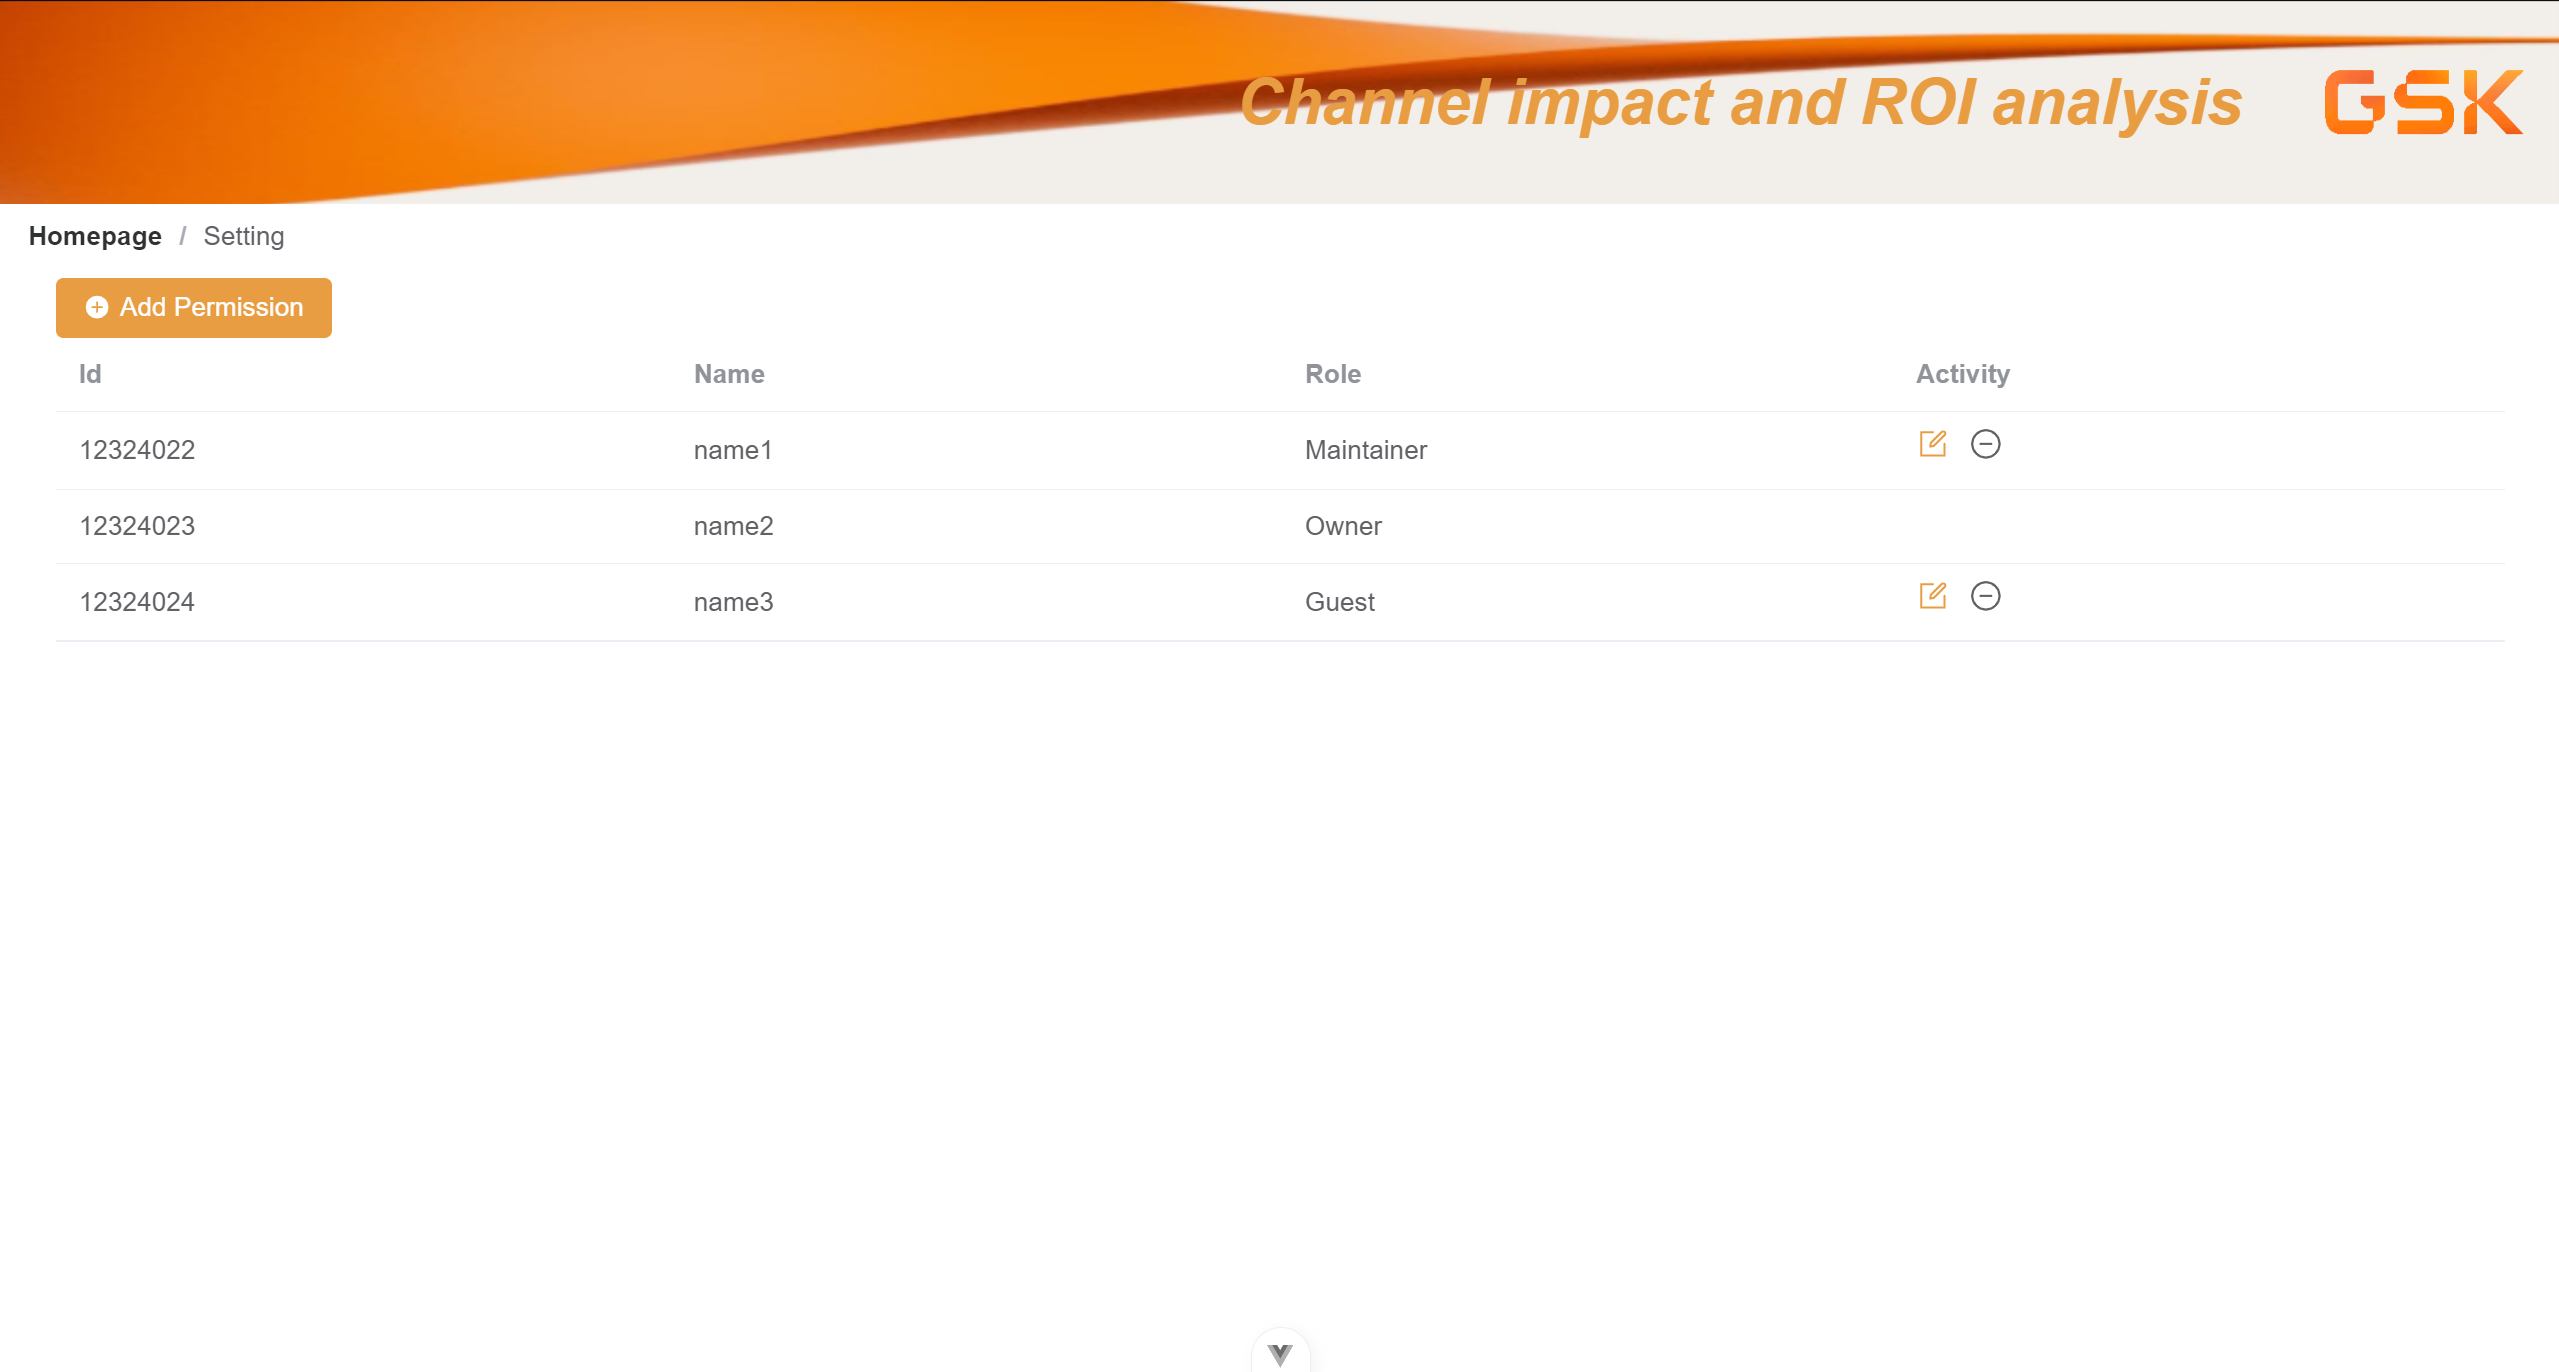 Channel impact and ROI analysis GSK
Homepage / Setting
Add Permission
Id Name Role Activity
12324022 name1 Maintainer
12324023 name2 Owner
12324024 name3 Guest